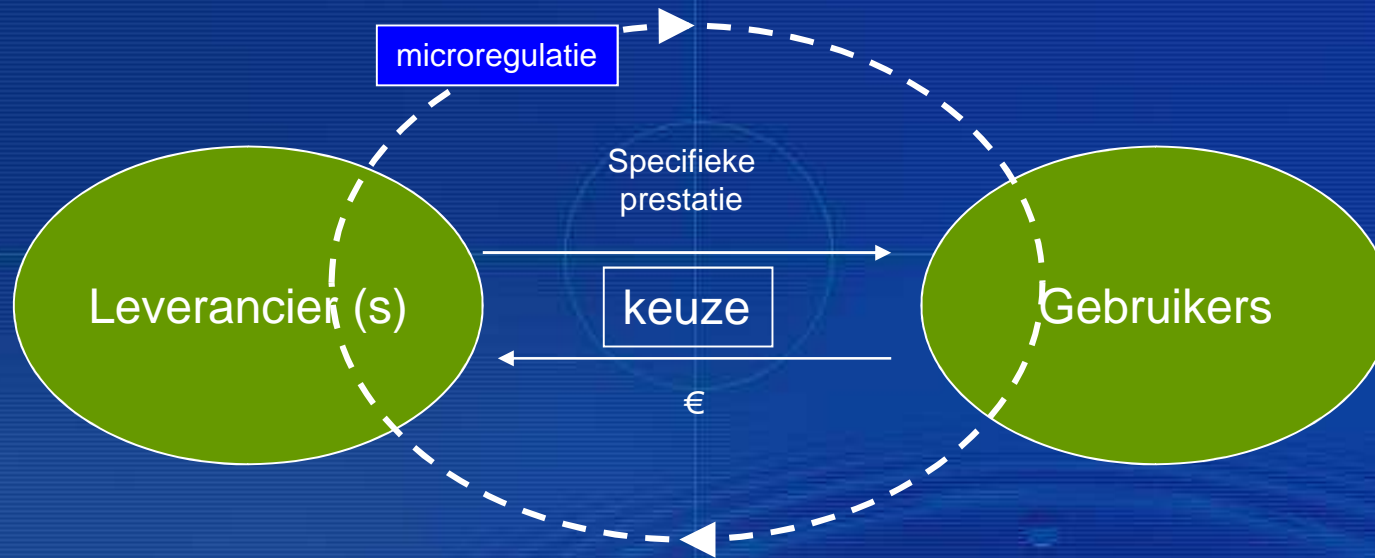 microregulatie
Specifieke
prestatie
Leverancier (s)
keuze
Gebruikers
€